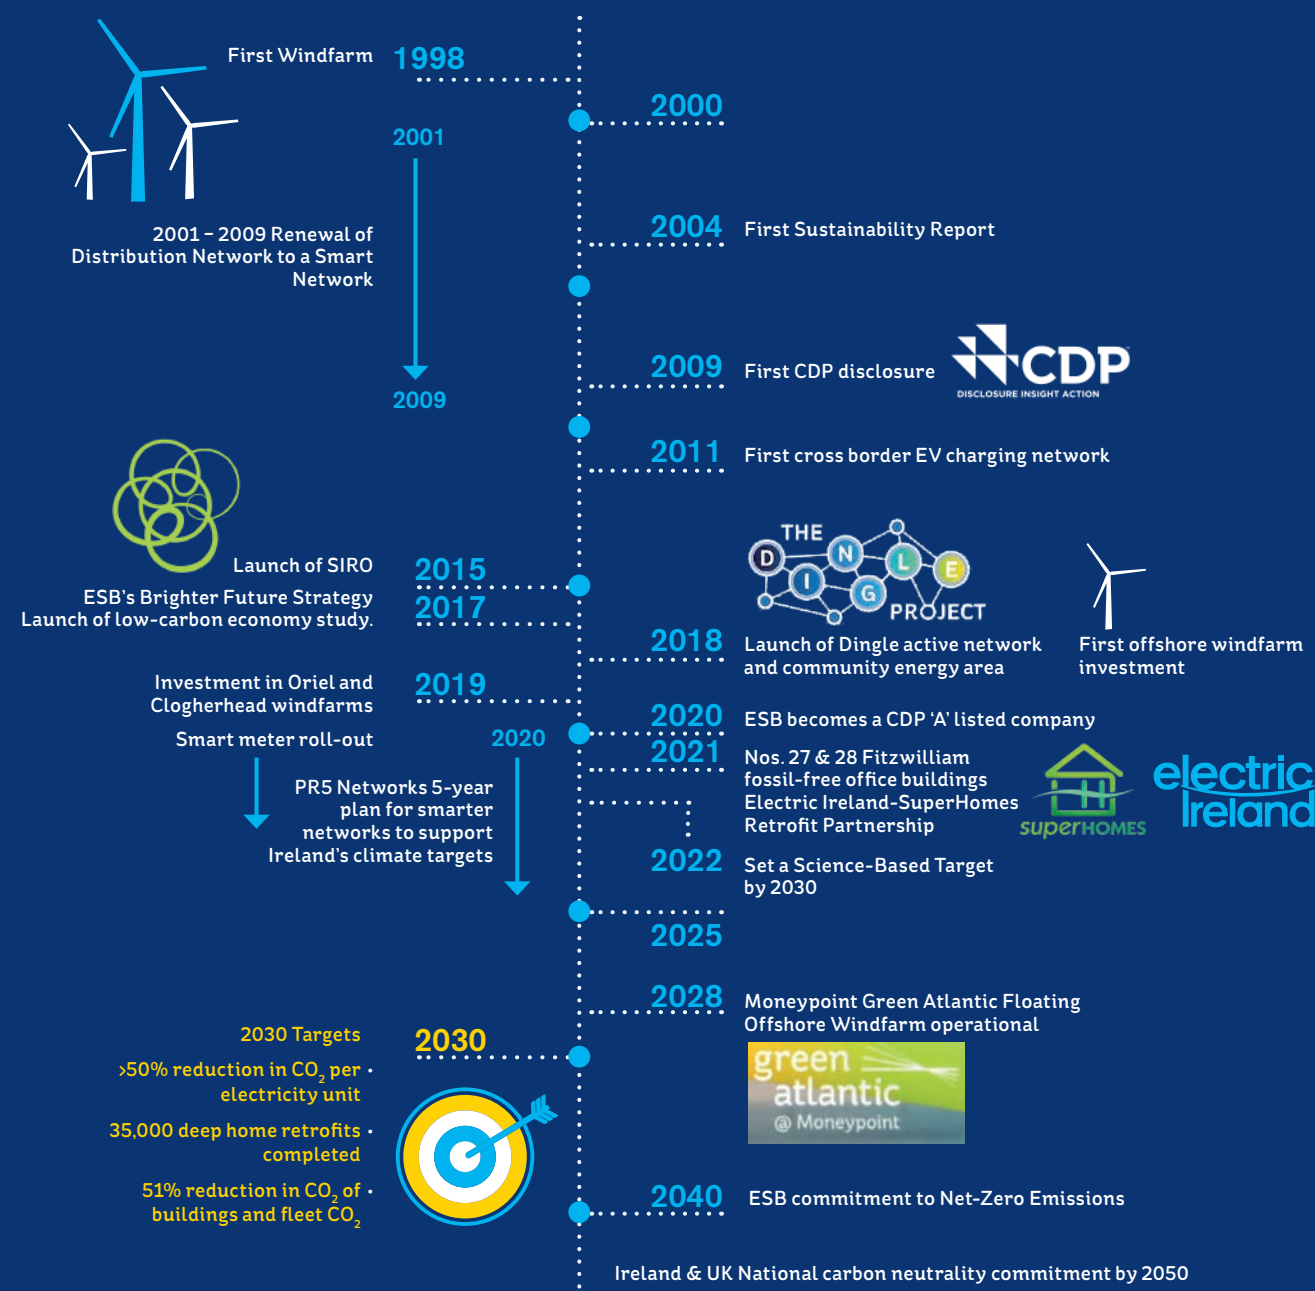 First Windfarm 1998
2000
2001
2001 – 2009 Renewal of
Distribution Network to a Smart
Network
2004 First Sustainability Report
2009 First CDP disclosure
CDP
DISCLOSURE INSIGHT ACTION
2009
2011 First cross border EV charging network
THE
DINGLE
PROJECT
Launch of SIRO 2015
ESB’s Brighter Future Strategy 2017
Launch of low-carbon economy study.
2018 Launch of Dingle active network
and community energy area
First offshore windfarm
investment
Investment in Oriel and 2019
Clogherhead windfarms
Smart meter roll-out
2020
PR5 Networks 5-year
plan for smarter
networks to support
Ireland’s climate targets
2020 ESB becomes a CDP ‘A’ listed company
2021 Nos. 27 & 28 Fitzwilliam
fossil-free office buildings
Electric Ireland-SuperHomes
Retrofit Partnership
superHOMES
electric
Ireland
2022 Set a Science-Based Target
by 2030
2025
2028 Moneypoint Green Atlantic Floating
Offshore Windfarm operational
green
atlantic
@ Moneypoint
2030 Targets 2030
>50% reduction in CO2 per •
electricity unit
35,000 deep home retrofits •
completed
51% reduction in CO2 of •
buildings and fleet CO2
2040 ESB commitment to Net-Zero Emissions
Ireland & UK National carbon neutrality commitment by 2050